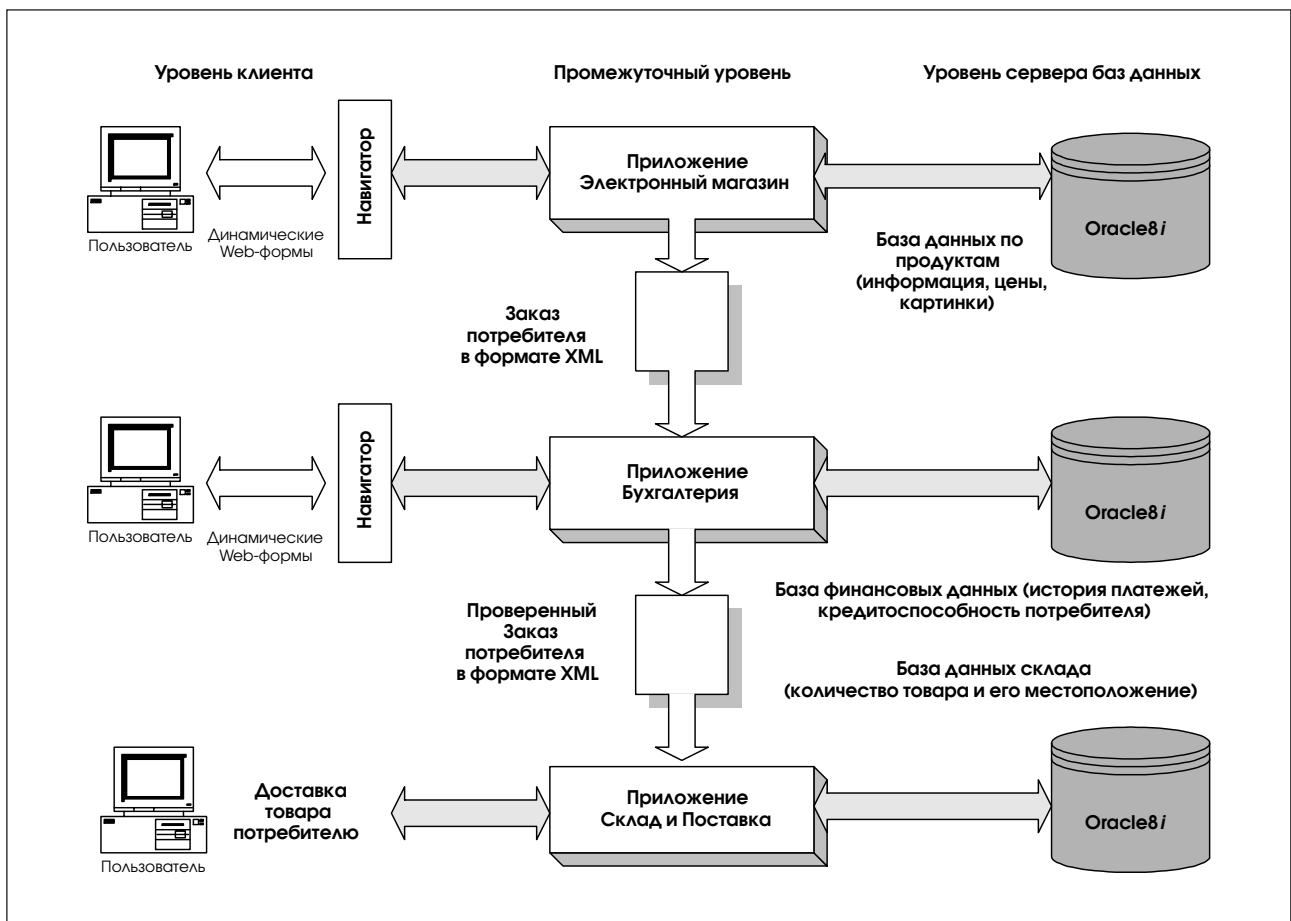 Уровень клиента
Промежуточный уровень
Уровень сервера баз данных
Пользователь
Динамические
Web-формы
Навигатор
Приложение
Электронный магазин
База данных по
продуктам
(информация, цены,
картинки)
Oracle8i
Заказ
потребителя
в формате XML
Пользователь
Динамические
Web-формы
Навигатор
Приложение
Бухгалтерия
Oracle8i
База финансовых данных (история платежей,
кредитоспособность потребителя)
Проверенный
Заказ
потребителя
в формате XML
База данных склада
(количество товара и его местоположение)
Пользователь
Доставка
товара
потребителю
Приложение
Склад и Поставка
Oracle8i